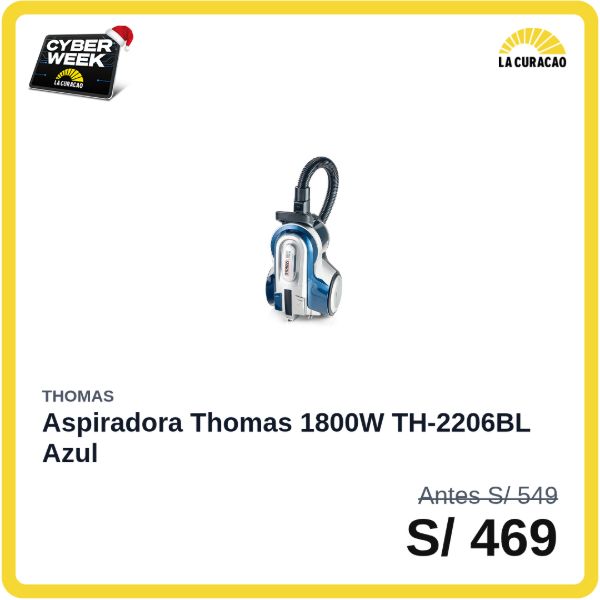 CYBER
WEEK
LA CURACAO
LA CURACAO
THOMAS
Aspiradora Thomas 1800W TH-2206BL
Azul
Antes S/ 549
S/ 469